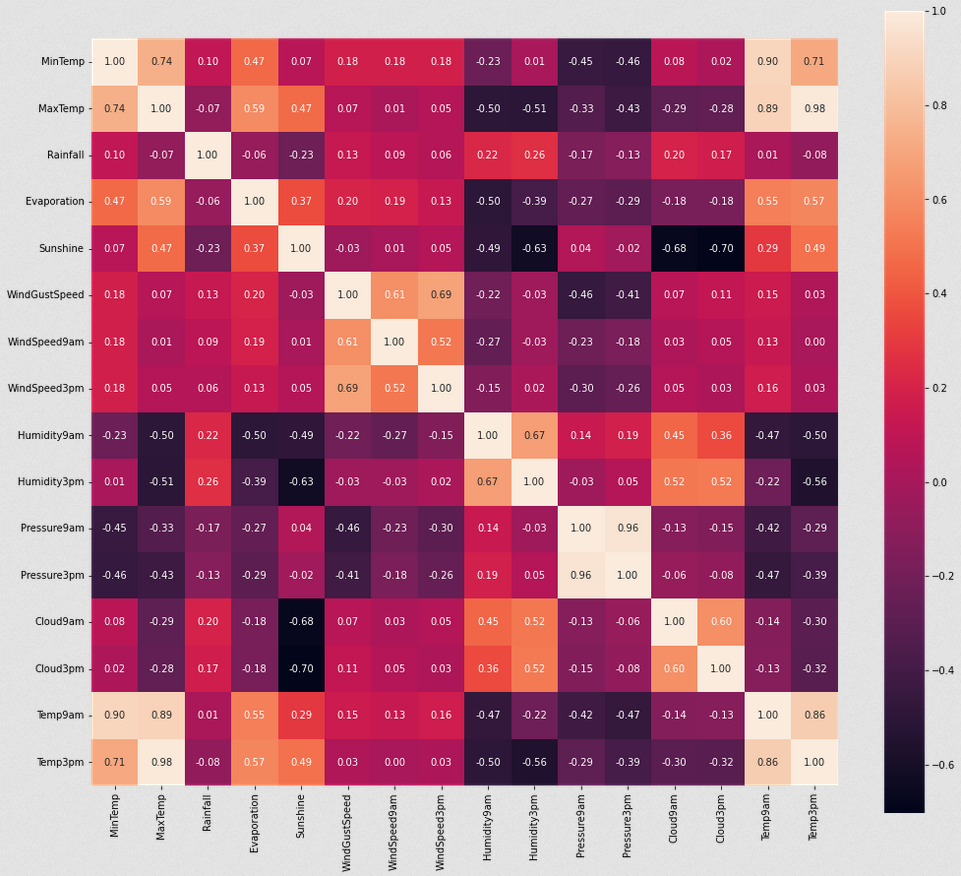 1.0
MinTemp 1.00 0.74 0.10 0.47 0.07 0.18 0.18 0.18 -0.23 0.01 -0.45 -0.46 0.08 0.02 0.90 0.71
MaxTemp 0.74 1.00 -0.07 0.59 0.47 0.07 0.01 0.05 -0.50 -0.51 -0.33 -0.43 -0.29 -0.28 0.89 0.98
0.8
Rainfall 0.10 -0.07 1.00 -0.06 -0.23 0.13 0.09 0.06 0.22 0.26 -0.17 -0.13 0.20 0.17 0.01 -0.08
Evaporation 0.47 0.59 -0.06 1.00 0.37 0.20 0.19 0.13 -0.50 -0.39 -0.27 -0.29 -0.18 -0.18 0.55 0.57
0.6
Sunshine 0.07 0.47 -0.23 0.37 1.00 -0.03 0.01 0.05 -0.49 -0.63 0.04 -0.02 -0.68 -0.70 0.29 0.49
WindGustSpeed 0.18 0.07 0.13 0.20 -0.03 1.00 0.61 0.69 -0.22 -0.03 -0.46 -0.41 0.07 0.11 0.15 0.03
0.4
WindSpeed9am 0.18 0.01 0.09 0.19 0.01 0.61 1.00 0.52 -0.27 -0.03 -0.23 -0.18 0.03 0.05 0.13 0.00
WindSpeed3pm 0.18 0.05 0.06 0.13 0.05 0.69 0.52 1.00 -0.15 0.02 -0.30 -0.26 0.05 0.03 0.16 0.03
0.2
Humidity9am -0.23 -0.50 0.22 -0.50 -0.49 -0.22 -0.27 -0.15 1.00 0.67 0.14 0.19 0.45 0.36 -0.47 -0.50
Humidity3pm 0.01 -0.51 0.26 -0.39 -0.63 -0.03 -0.03 0.02 0.67 1.00 -0.03 0.05 0.52 0.52 -0.22 -0.56
0.0
Pressure9am -0.45 -0.33 -0.17 -0.27 0.04 -0.46 -0.23 -0.30 0.14 -0.03 1.00 0.96 -0.13 -0.15 -0.42 -0.29
Pressure3pm -0.46 -0.43 -0.13 -0.29 -0.02 -0.41 -0.18 -0.26 0.19 0.05 0.96 1.00 -0.06 -0.08 -0.47 -0.39
−0.2
Cloud9am 0.08 -0.29 0.20 -0.18 -0.68 0.07 0.03 0.05 0.45 0.52 -0.13 -0.06 1.00 0.60 -0.14 -0.30
Cloud3pm 0.02 -0.28 0.17 -0.18 -0.70 0.11 0.05 0.03 0.36 0.52 -0.15 -0.08 0.60 1.00 -0.13 -0.32
−0.4
Temp9am 0.90 0.89 0.01 0.55 0.29 0.15 0.13 0.16 -0.47 -0.22 -0.42 -0.47 -0.14 -0.13 1.00 0.86
Temp3pm 0.71 0.98 -0.08 0.57 0.49 0.03 0.00 0.03 -0.50 -0.56 -0.29 -0.39 -0.30 -0.32 0.86 1.00
−0.6
MinTemp
MaxTemp
Rainfall
Evaporation
Sunshine
WindGustSpeed
WindSpeed9am
WindSpeed3pm
Humidity9am
Humidity3pm
Pressure9am
Pressure3pm
Cloud9am
Cloud3pm
Temp9am
Temp3pm